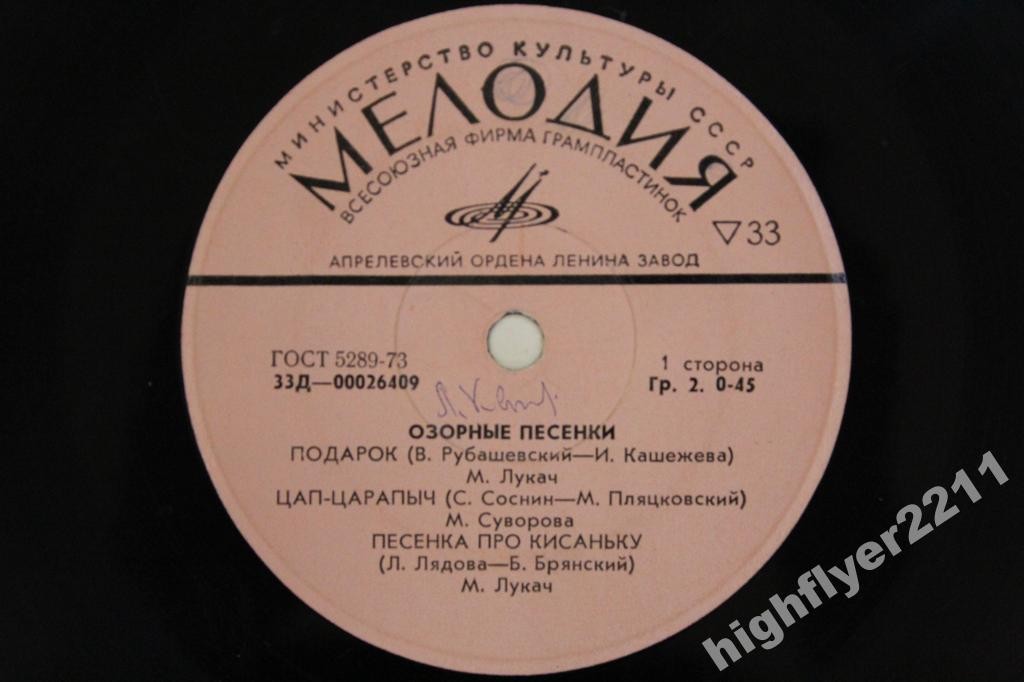 МИНИСТЕРСТВО КУЛЬТУРЫ СССР
МЕЛОДИЯ
ВСЕСОЮЗНАЯ ФИРМА ГРАМПЛАСТИНОК
▽33
АПРЕЛЕВСКИЙ ОРДЕНА ЛЕНИНА ЗАВОД
ГОСТ 5289-73
33Д—00026409
1 сторона
Гр. 2. 0-45
ОЗОРНЫЕ ПЕСЕНКИ
ПОДАРОК (В. Рубашевский—И. Кашежева)
М. Лукач
ЦАП-ЦАРАПЫЧ (С. Соснин—М. Пляцковский)
М. Суворова
ПЕСЕНКА ПРО КИСАНЬКУ
(Л. Лядова—Б. Брянский)
М. Лукач
highflyer2211